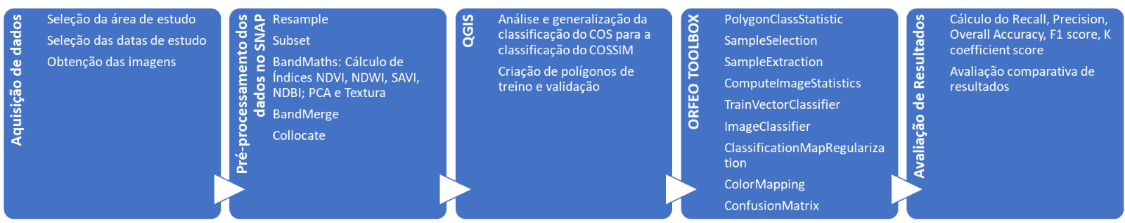 Aquisição de dados
Seleção da área de estudo
Seleção das datas de estudo
Obtenção das imagens
Pré-processamento dos
dados no SNAP
Resample
Subset
BandMaths: Cálculo de
Índices NDVI, NDWI, SAVI,
NDBI; PCA e Textura
BandMerge
Collocate
QGIS
Análise e generalização da
classificação do COS para a
classificação do COSSIM
Criação de polígonos de
treino e validação
ORFEO TOOLBOX
PolygonClassStatistic
SampleSelection
SampleExtraction
ComputeImageStatistics
TrainVectorClassifier
ImageClassifier
ClassificationMapRegulariza
tion
ColorMapping
ConfusionMatrix
Avaliação de Resultados
Cálculo do Recall, Precision,
Overall Accuracy, F1 score, K
coefficient score
Avaliação comparativa de
resultados